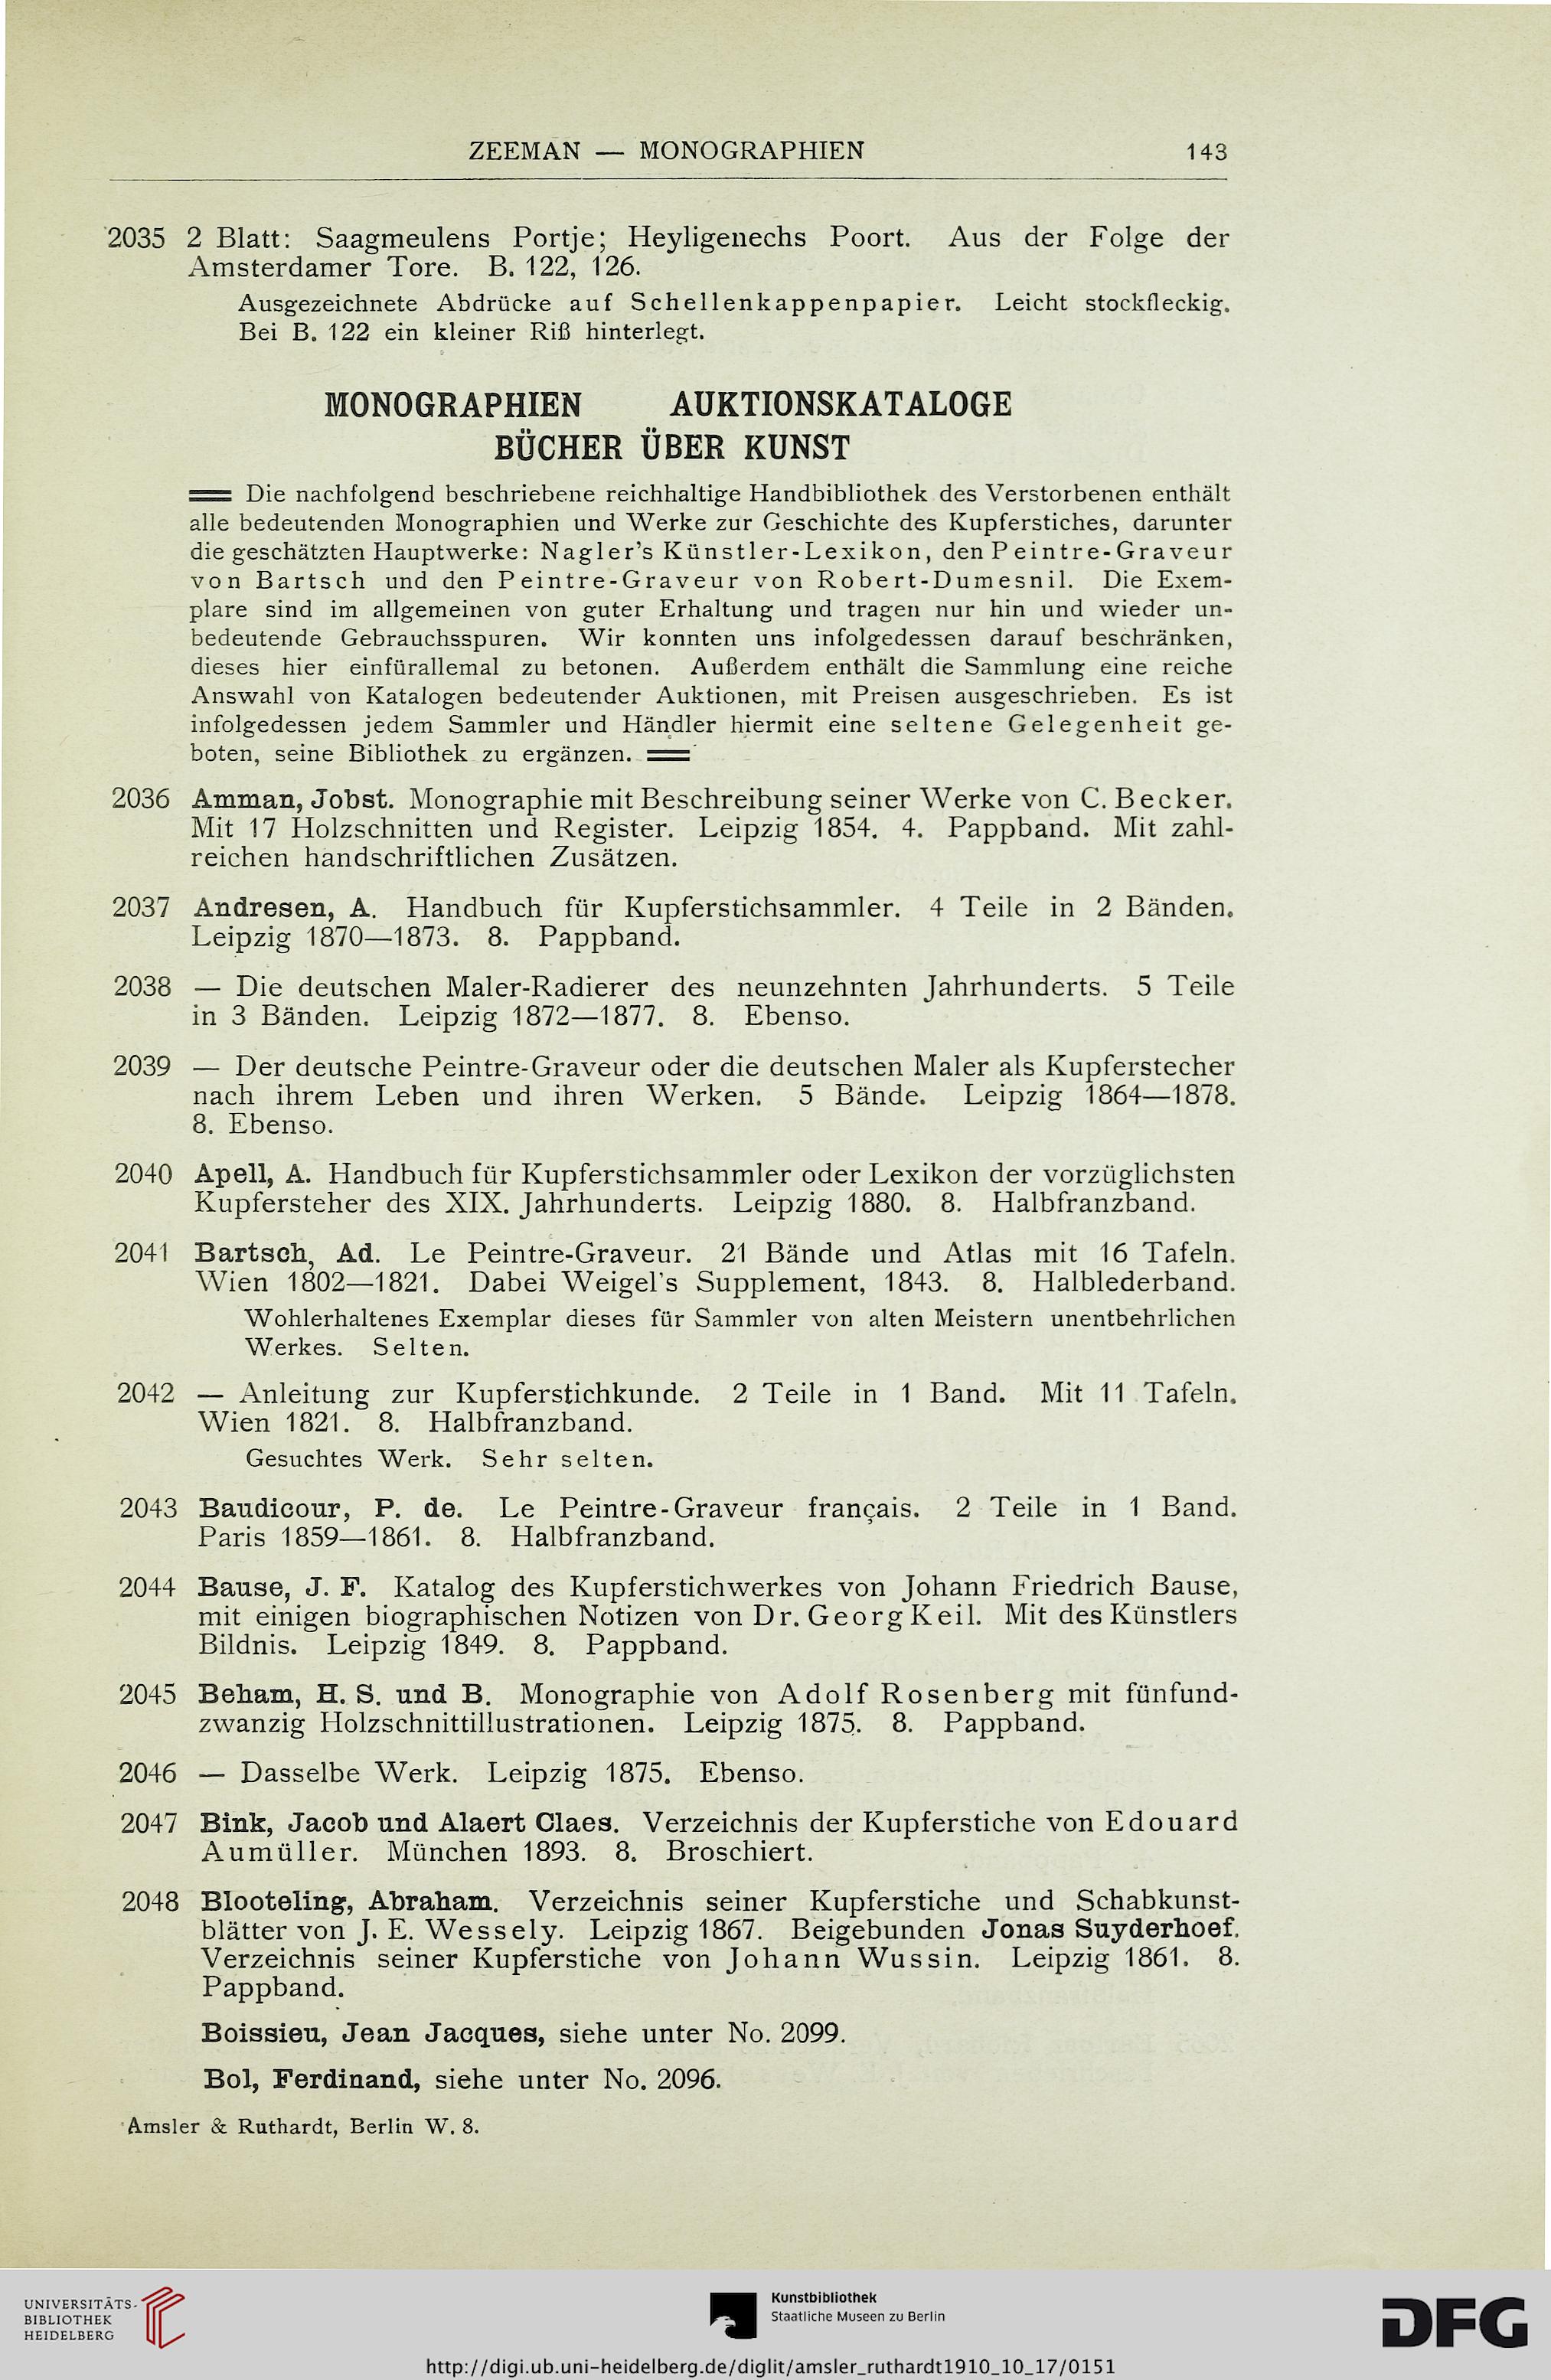 ZEEMAN — MONOGRAPHIEN 143
2035 2 Blatt: Saagmeulens Portje; Heyligenechs Poort. Aus der Folge der
Amsterdamer Tore. B. 122, 126.
Ausgezeichnete Abdrücke auf Schellenkappenpapier. Leicht stockfleckig.
Bei B. 122 ein kleiner Riß hinterlegt.
MONOGRAPHIEN AUKTIONSKATALOGE
BÜCHER ÜBER KUNST
Die nachfolgend beschriebene reichhaltige Handbibliothek des Verstorbenen enthält
alle bedeutenden Monographien und Werke zur Geschichte des Kupferstiches, darunter
die geschätzten Hauptwerke: Nagler's Künstler-Lexikon, den Peintre-Graveur
von Bartsch und den Peintre-Graveur von Robert-Dumesnil. Die Exem-
plare sind im allgemeinen von guter Erhaltung und tragen nur hin und wieder un-
bedeutende Gebrauchsspuren. Wir konnten uns infolgedessen darauf beschränken,
dieses hier einfürallemal zu betonen. Außerdem enthält die Sammlung eine reiche
Answahl von Katalogen bedeutender Auktionen, mit Preisen ausgeschrieben. Es ist
infolgedessen jedem Sammler und Händler hiermit eine seltene Gelegenheit ge-
boten, seine Bibliothek zu ergänzen.
2036 Amman, Jobst. Monographie mit Beschreibung seiner Werke von C. Becker.
Mit 17 Holzschnitten und Register. Leipzig 1854. 4. Pappband. Mit zahl-
reichen handschriftlichen Zusätzen.
2037 Andresen, A. Handbuch für Kupferstichsammler. 4 Teile in 2 Bänden.
Leipzig 1870—1873. 8. Pappband.
2038 — Die deutschen Maler-Radierer des neunzehnten Jahrhunderts. 5 Teile
in 3 Bänden. Leipzig 1872—1877. 8. Ebenso.
2039 — Der deutsche Peintre-Graveur oder die deutschen Maler als Kupferstecher
nach ihrem Leben und ihren Werken. 5 Bände. Leipzig 1864—1878.
8. Ebenso.
2040 Apell, A. Handbuch für Kupferstichsammler oder Lexikon der vorzüglichsten
Kupfersteher des XIX. Jahrhunderts. Leipzig 1880. 8. Halbfranzband.
2041 Bartsch, Ad. Le Peintre-Graveur. 21 Bände und Atlas mit 16 Tafeln.
Wien 1802—1821. Dabei Weigel's Supplement, 1843. 8. Halblederband.
Wohlerhaltenes Exemplar dieses für Sammler von alten Meistern unentbehrlichen
Werkes. Selten.
2042 — Anleitung zur Kupferstichkunde. 2 Teile in 1 Band. Mit 11 Tafeln.
Wien 1821. 8. Halbfranzband.
Gesuchtes Werk. Sehr selten.
2043 Baudicour, P. de. Le Peintre-Graveur français. 2 Teile in 1 Band.
Paris 1859—1861. 8. Halbfranzband.
2044 Bause, J. F. Katalog des Kupferstichwerkes von Johann Friedrich Bause,
mit einigen biographischen Notizen von Dr. Georg Keil. Mit des Künstlers
Bildnis. Leipzig 1849. 8. Pappband.
2045 Beham, H. S. und B. Monographie von Adolf Rosenberg mit fünfund-
zwanzig Holzschnittillustrationen. Leipzig 1875. 8. Pappband.
2046 — Dasselbe Werk. Leipzig 1875. Ebenso.
2047 Bink, Jacob und Alaert Claes. Verzeichnis der Kupferstiche von Edouard
Aumüller. München 1893. 8. Broschiert.
2048 Blooteling, Abraham. Verzeichnis seiner Kupferstiche und Schabkunst-
blätter von J. E. Wessely. Leipzig 1867. Beigebunden Jonas Suyderhoef.
Verzeichnis seiner Kupferstiche von Johann Wussin. Leipzig 1861. 8.
Pappband.
Boissieu, Jean Jacques, siehe unter No. 2099.
Bol, Ferdinand, siehe unter No. 2096.
Amsler & Ruthardt, Berlin W. 8.
UNIVERSITÄTS-
BIBLIOTHEK
HEIDELBERG
Kunstbibliothek
Staatliche Museen zu Berlin
DFG
http://digi.ub.uni-heidelberg.de/diglit/amsler_ruthardt1910_10_17/0151